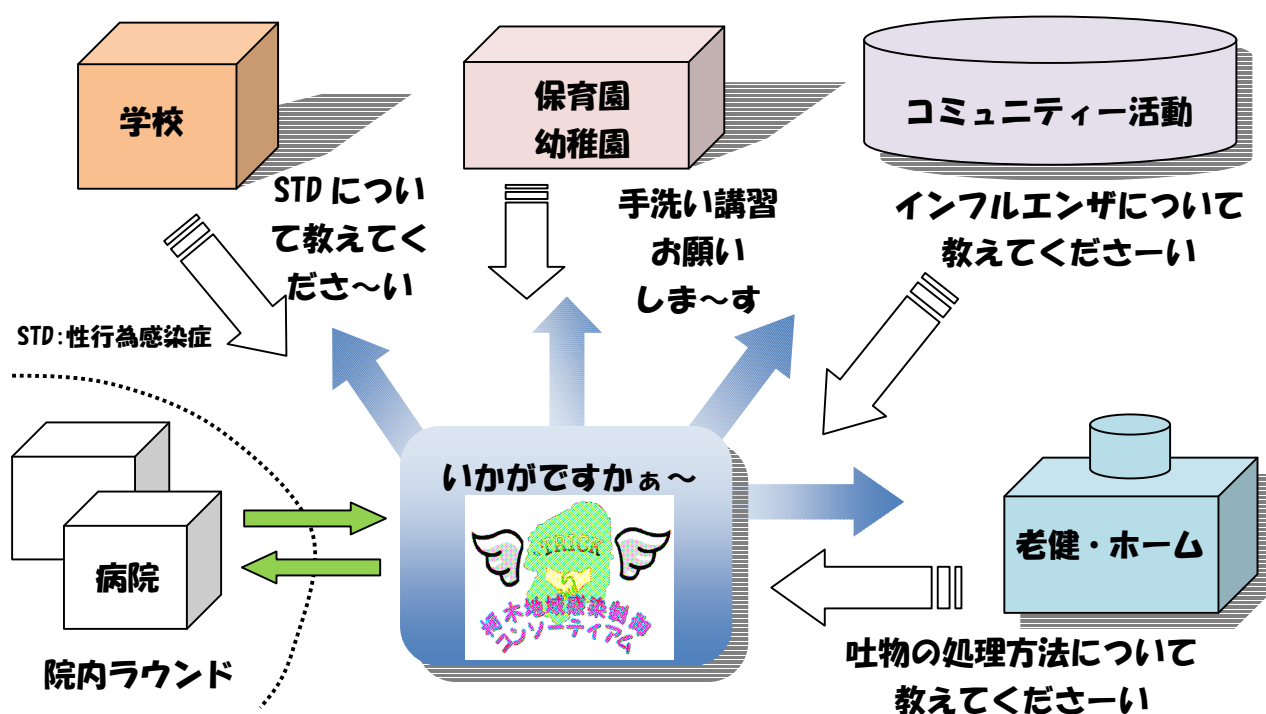 学校
保育園
幼稚園
コミュニティー活動
STDについ
て教えてく
ださ～い
手洗い講習
お願い
しま～す
インフルエンザについて
教えてくださーい
STD:性行為感染症
いかがですかぁ～
TRICK
栃木地域感染制御
コンソーティアム
病院
院内ラウンド
老健・ホーム
吐物の処理方法について
教えてくださーい